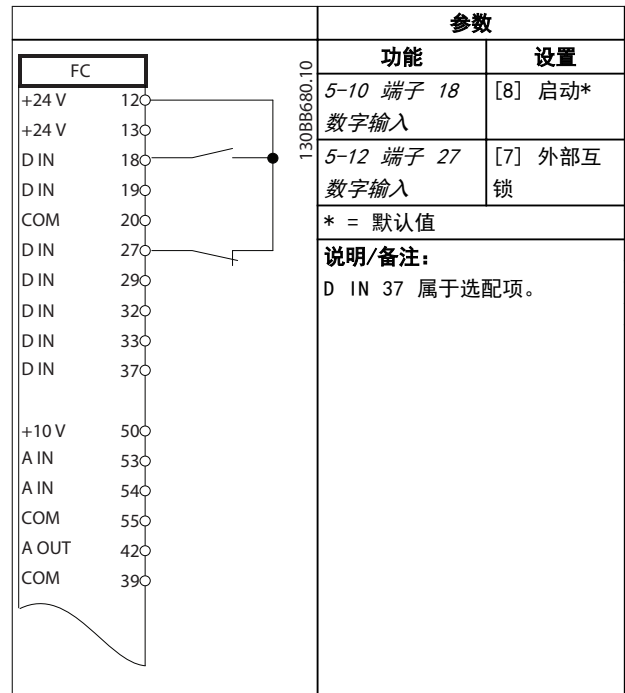 参数
功能 设置
FC
+24 V 12
+24 V 13
D IN 18
D IN 19
COM 20
D IN 27
D IN 29
D IN 32
D IN 33
D IN 37
+10 V 50
A IN 53
A IN 54
COM 55
A OUT 42
COM 39
130BB680.10
5-10 端子 18 [8] 启动*
数字输入
5-12 端子 27 [7] 外部互
数字输入 锁
* = 默认值
说明/备注:
D IN 37 属于选配项。